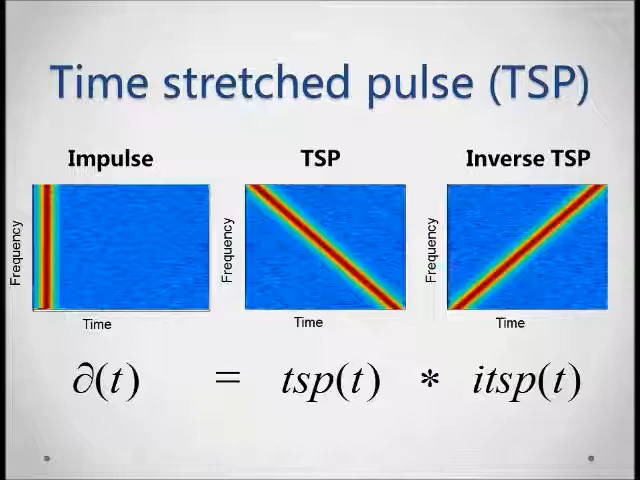 Time stretched pulse (TSP)
Impulse
TSP
Inverse TSP
Frequency
Frequency
Frequency
Time
Time
Time
∂(t) = tsp(t) * itsp(t)